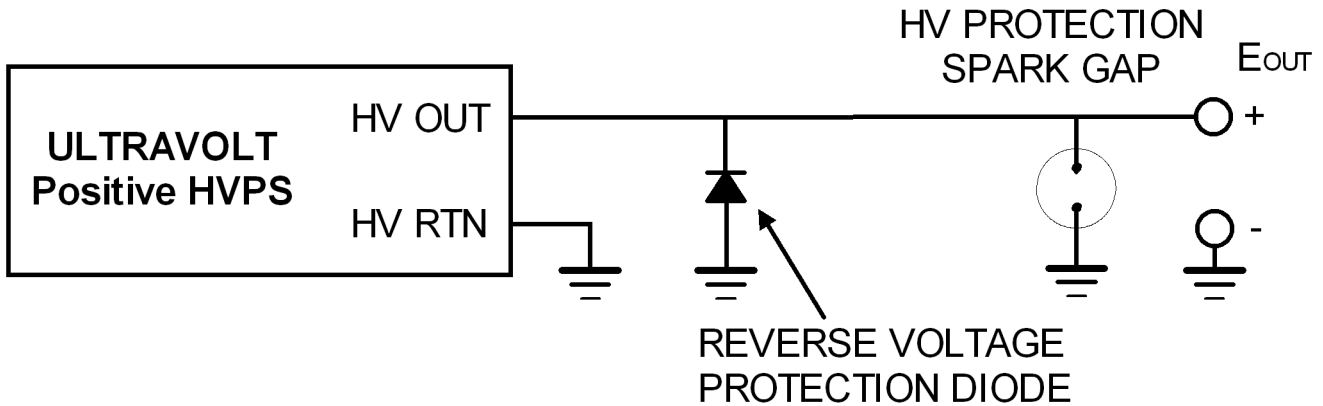 HV PROTECTION
SPARK GAP
EOUT
HV OUT
+
ULTRAVOLT
Positive HVPS
HV RTN
-
REVERSE VOLTAGE
PROTECTION DIODE